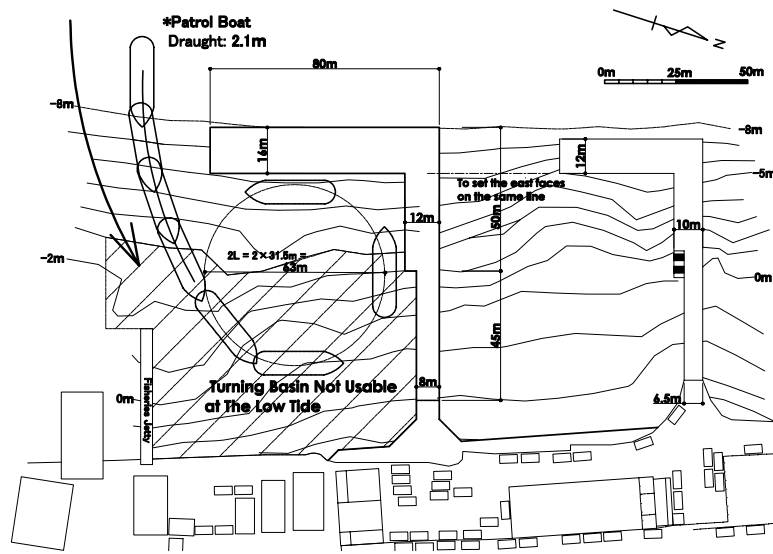 *Patrol Boat
Draught: 2.1m
N
0m 25m 50m
80m
-8m
-8m
16m
12m
-5m
To set the east faces
on the same line
12m
50m
10m
-2m
2L = 2×31.5m =
63m
0m
45m
Turning Basin Not Usable
at The Low Tide
8m
0m
Fisheries Jetty
6.5m